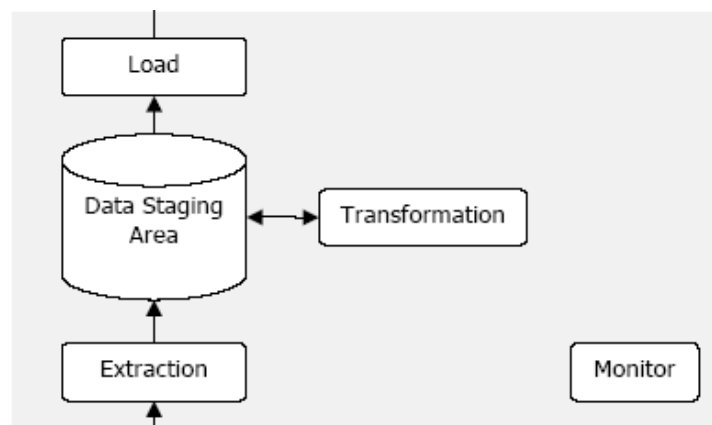 Load
Data Staging
Area
Transformation
Extraction
Monitor